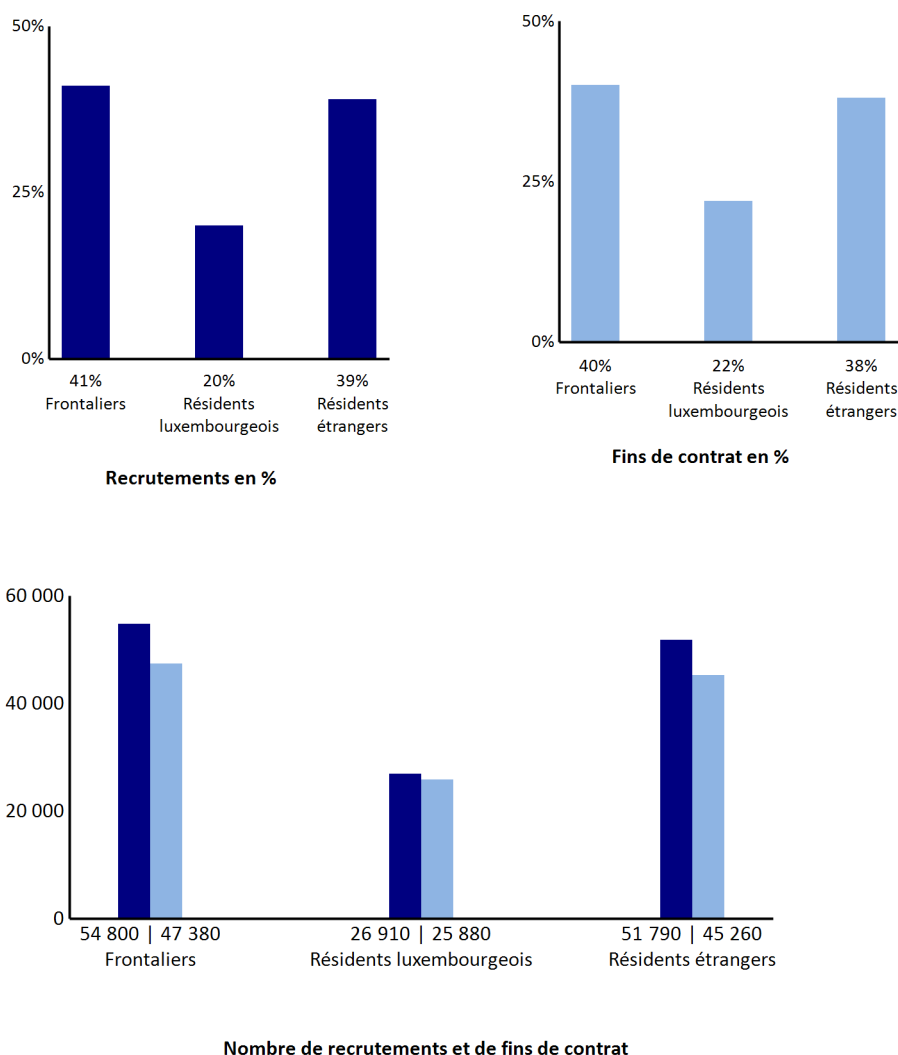 50%
25%
0%
41%
Frontaliers
20%
Résidents
luxembourgeois
39%
Résidents
étrangers
Recrutements en %
50%
25%
0%
40%
Frontaliers
22%
Résidents
luxembourgeois
38%
Résidents
étrangers
Fins de contrat en %
60 000
40 000
20 000
0
54 800 | 47 380
Frontaliers
26 910 | 25 880
Résidents luxembourgeois
51 790 | 45 260
Résidents étrangers
Nombre de recrutements et de fins de contrat